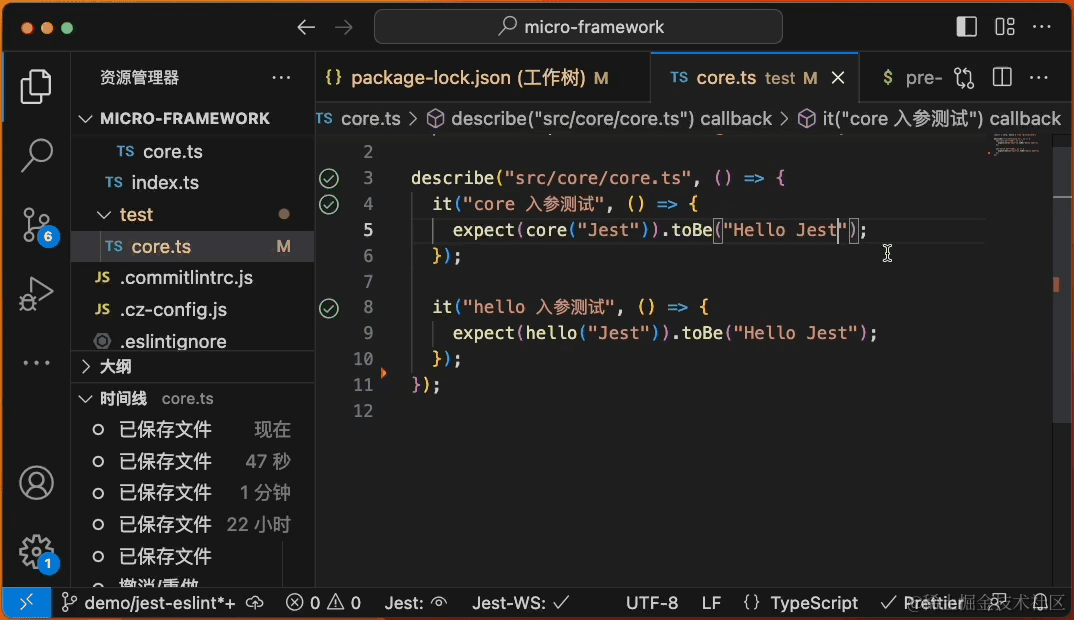 micro-framework
资源管理器
{} package-lock.json (工作树) M
TS core.ts test M
$ pre-
MICRO-FRAMEWORK
TS core.ts > describe("src/core/core.ts") callback > it("core 入参测试") callback
TS core.ts
TS index.ts
test
TS core.ts M
JS .commitlintrc.js
JS .cz-config.js
.eslintignore
大纲
时间线 core.ts
已保存文件 现在
已保存文件 47 秒
已保存文件 1 分钟
已保存文件 22 小时
已保存文件
撤消/重做
6
1
2
3 describe("src/core/core.ts", () => {
4 it("core 入参测试", () => {
5 expect(core("Jest")).toBe("Hello Jest");
6 });
7
8 it("hello 入参测试", () => {
9 expect(hello("Jest")).toBe("Hello Jest");
10 });
11 });
12
demo/jest-eslint*+ 0 0 Jest: Jest-WS: UTF-8 LF {} TypeScript Prettier
@稀土掘金技术社区